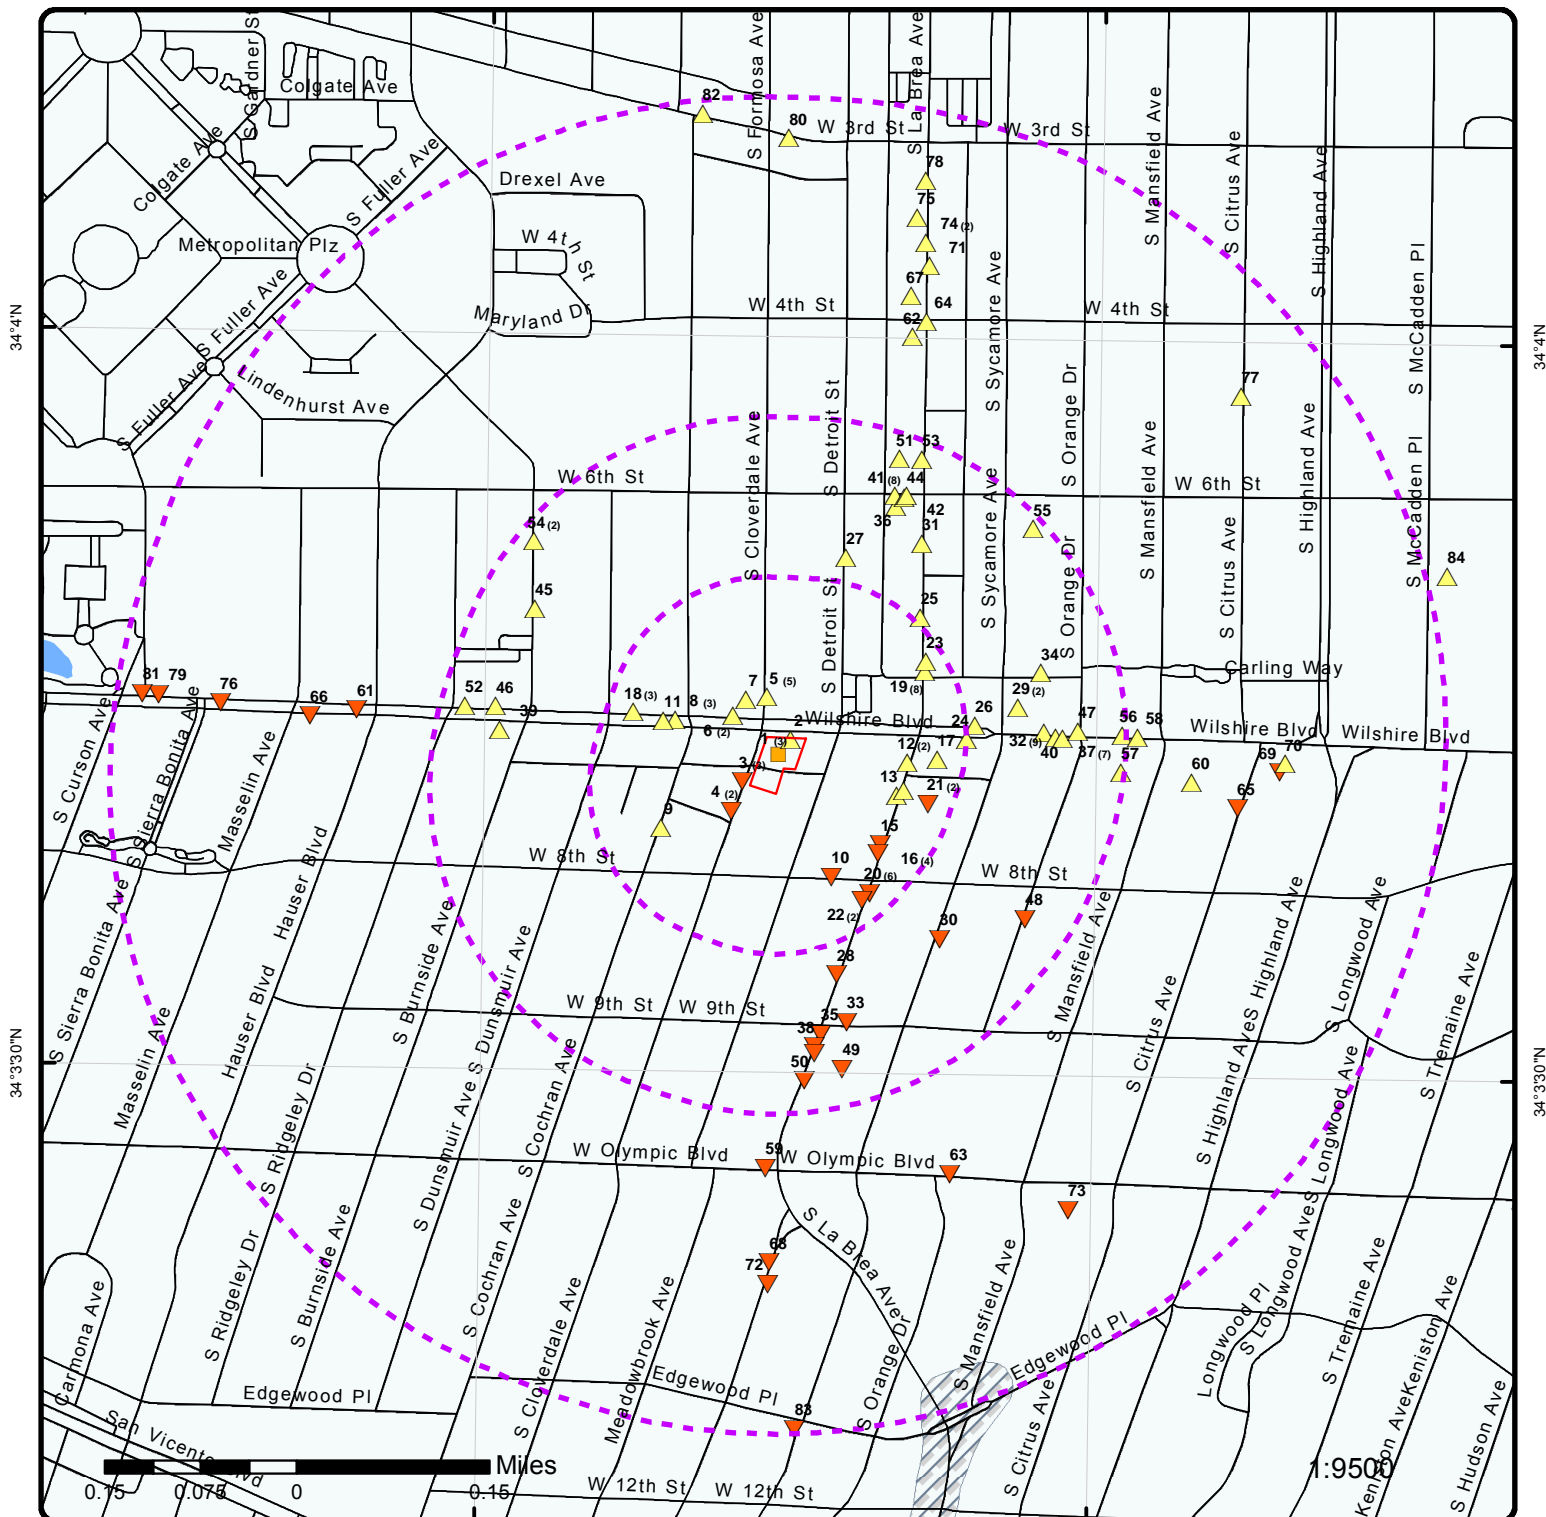 S Gardner St
Colgate Ave
S Formosa Ave
S La Brea Ave
82
80
W 3rd St
W 3rd St
S Mansfield Ave
S Citrus Ave
S Highland Ave
Colgate Ave
S Fuller Ave
Drexel Ave
78
75
74 (2)
71
Metropolitan Plz
W 4th St
S Fuller Ave
67
64
62
W 4th St
W 4th St
Maryland Dr
S Sycamore Ave
S McCadden Pl
34°4'N
34°4'N
S Fuller Ave
Lindenhurst Ave
S Orange Dr
77
S Cloverdale Ave
S Detroit St
51
53
S Mansfield Ave
S Highland Ave
S McCadden Pl
W 6th St
41 (8)
44
W 6th St
36
42
S Sycamore Ave
54 (2)
27
31
55
S Orange Dr
S Citrus Ave
84
45
S Detroit St
25
23
34
Carling Way
81
79
76
66
61
52
46
39
18 (3)
11
8 (3)
7
5 (5)
6 (2)
19 (8)
29 (2)
2
Wilshire Blvd
24
26
32 (9)
40
47
37 (7)
56
58
57
Wilshire Blvd
Wilshire Blvd
1
(3)
3 (3)
12 (2)
17
69
70
S Curson Ave
S Sierra Bonita Ave
Masselin Ave
4 (2)
9
13
21 (2)
60
65
15
16 (4)
Hauser Blvd
W 8th St
10
20 (6)
W 8th St
22 (2)
30
48
S Sierra Bonita Ave
S Burnside Ave
S Dunsmuir Ave
28
S Mansfield Ave
S Highland Ave
S Longwood Ave
Hauser Blvd
W 9th St
W 9th St
35
33
38
S Citrus Ave
S Tremaine Ave
Masselin Ave
S Ridgeley Dr
S Dunsmuir Ave
S Cochran Ave
50
49
S Highland Ave
S Longwood Ave
34°3'30"N
34°3'30"N
W Olympic Blvd
59
W Olympic Blvd
63
73
S Ridgeley Dr
S Burnside Ave
S Cochran Ave
68
72
S La Brea Ave
S Mansfield Ave
S Longwood Ave
S Tremaine Ave
Carmona Ave
S Cloverdale Ave
Meadowbrook Ave
Edgewood Pl
Edgewood Pl
Edgewood Pl
S Orange Dr
Longwood Pl
S Longwood Ave
Keniston Ave
Keniston Ave
83
S Citrus Ave
S Hudson Ave
San Vicente Blvd
Miles
0.15
0.075
0
0.15
W 12th St
W 12th St
1:9500